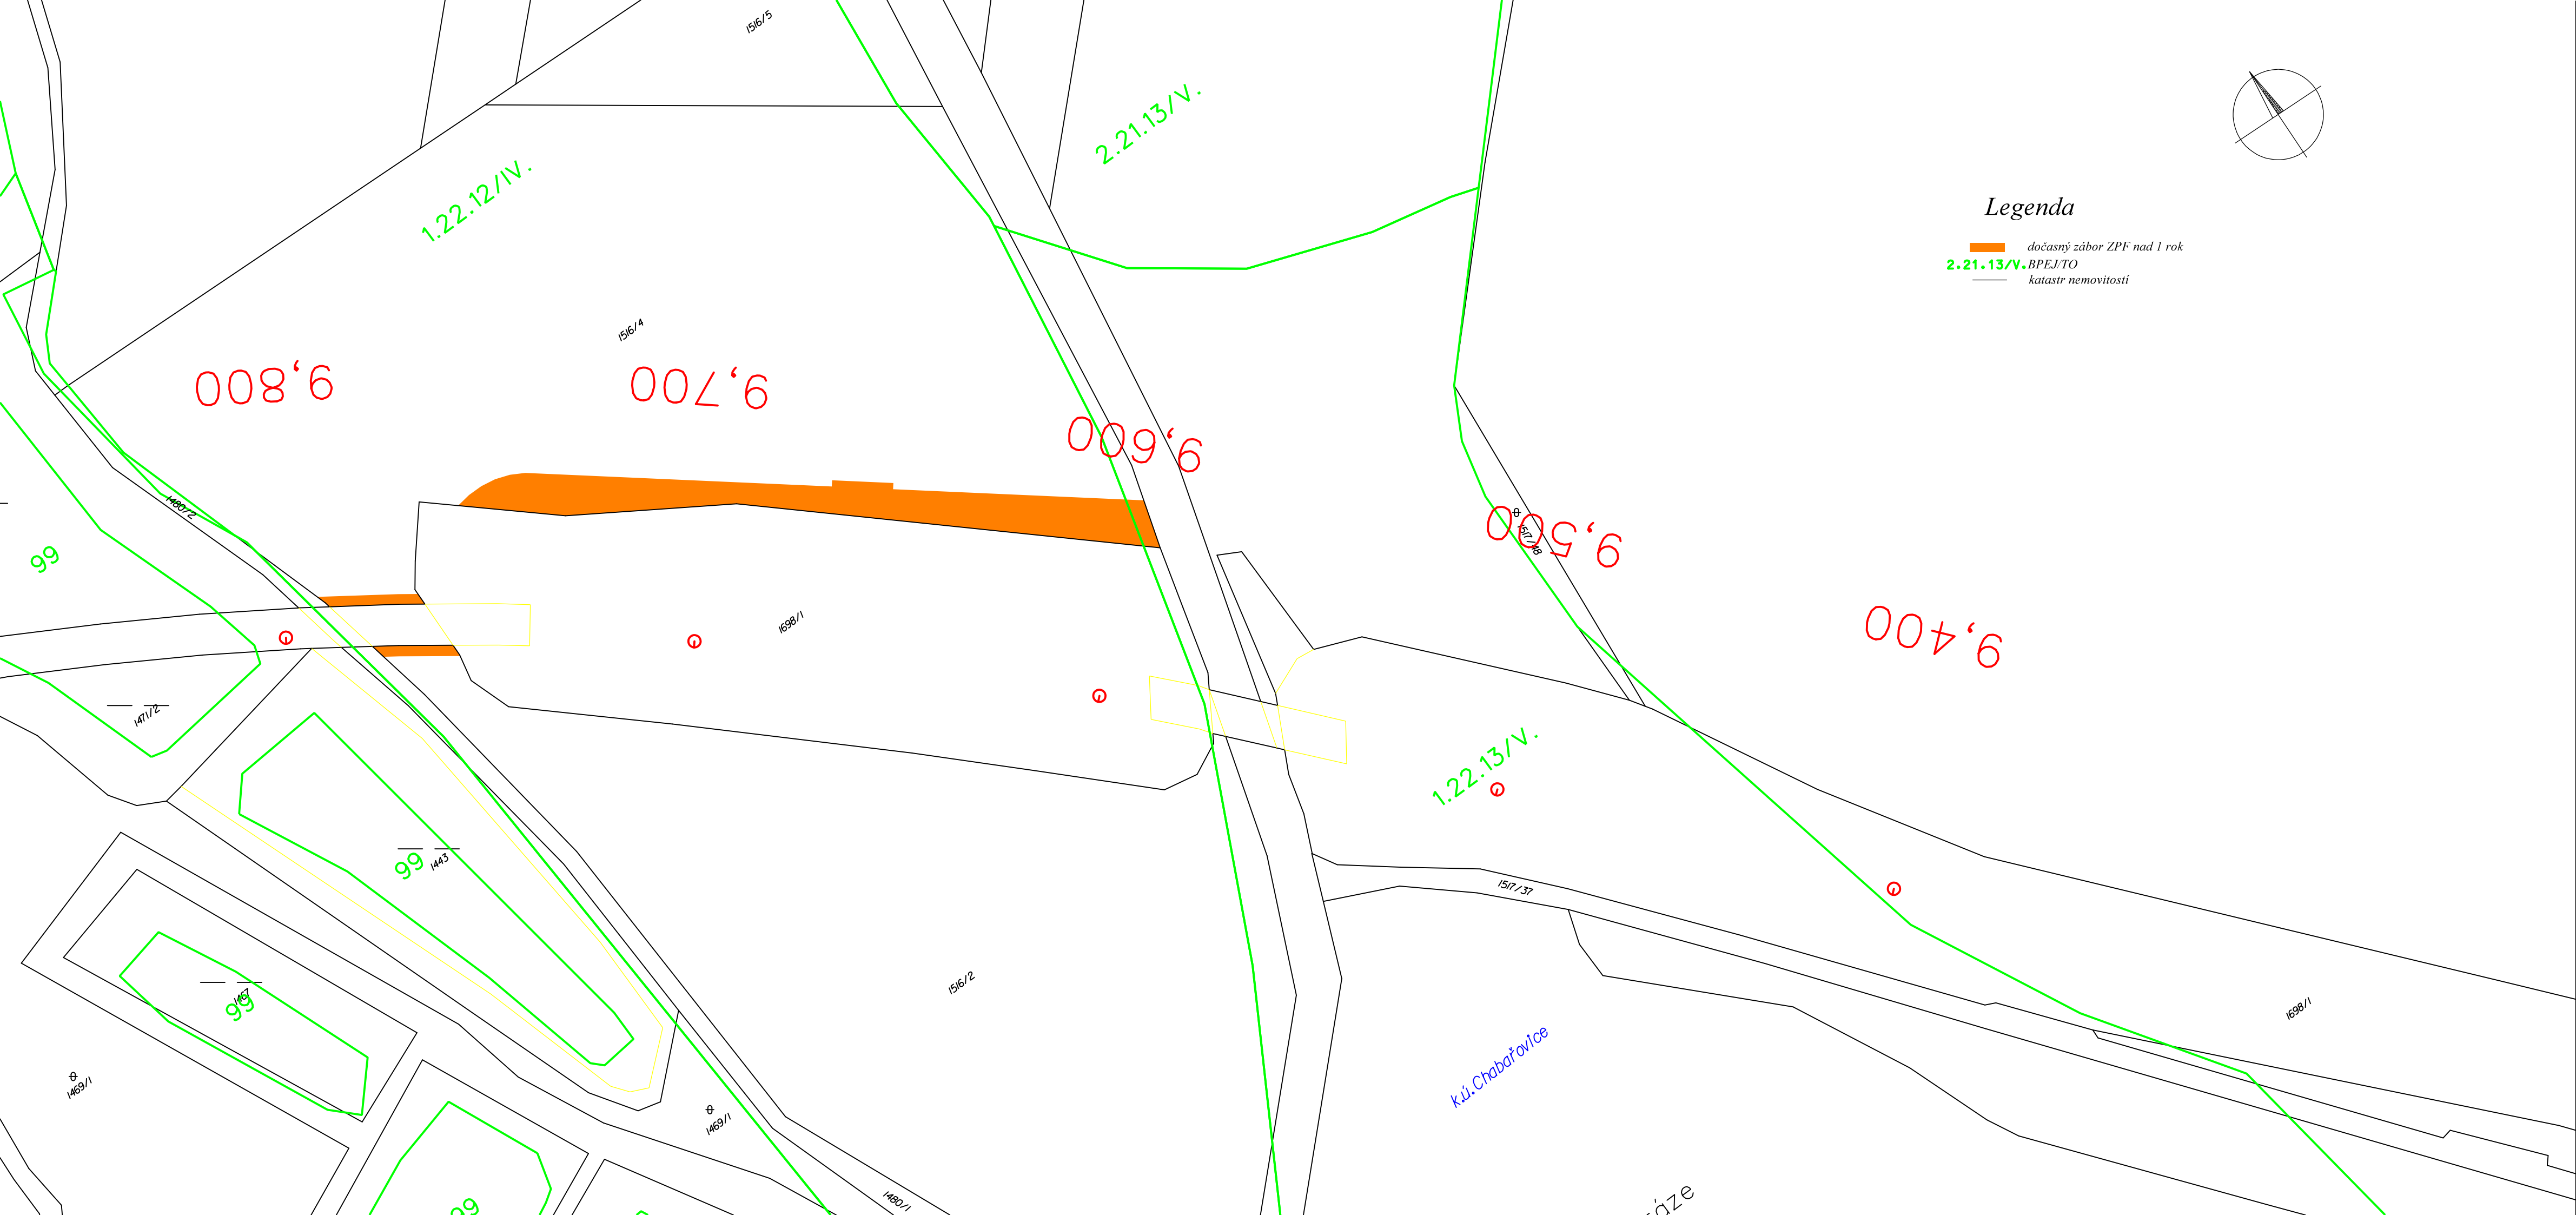 1516/5
2.21.13/V.
1.22.12/IV.
Legenda
dočasný zábor ZPF nad 1 rok
2.21.13/V. BPEJ/TO
katastr nemovitostí
1516/4
9,800
9,700
9,600
9,500
9,400
1480/2
1517/48
99
1698/1
1471/2
1.22.13/V.
99
1443
1517/37
1516/2
99
1467
1698/1
k.ú.Chabařovice
1469/1
1469/1
1480/1
99
áze